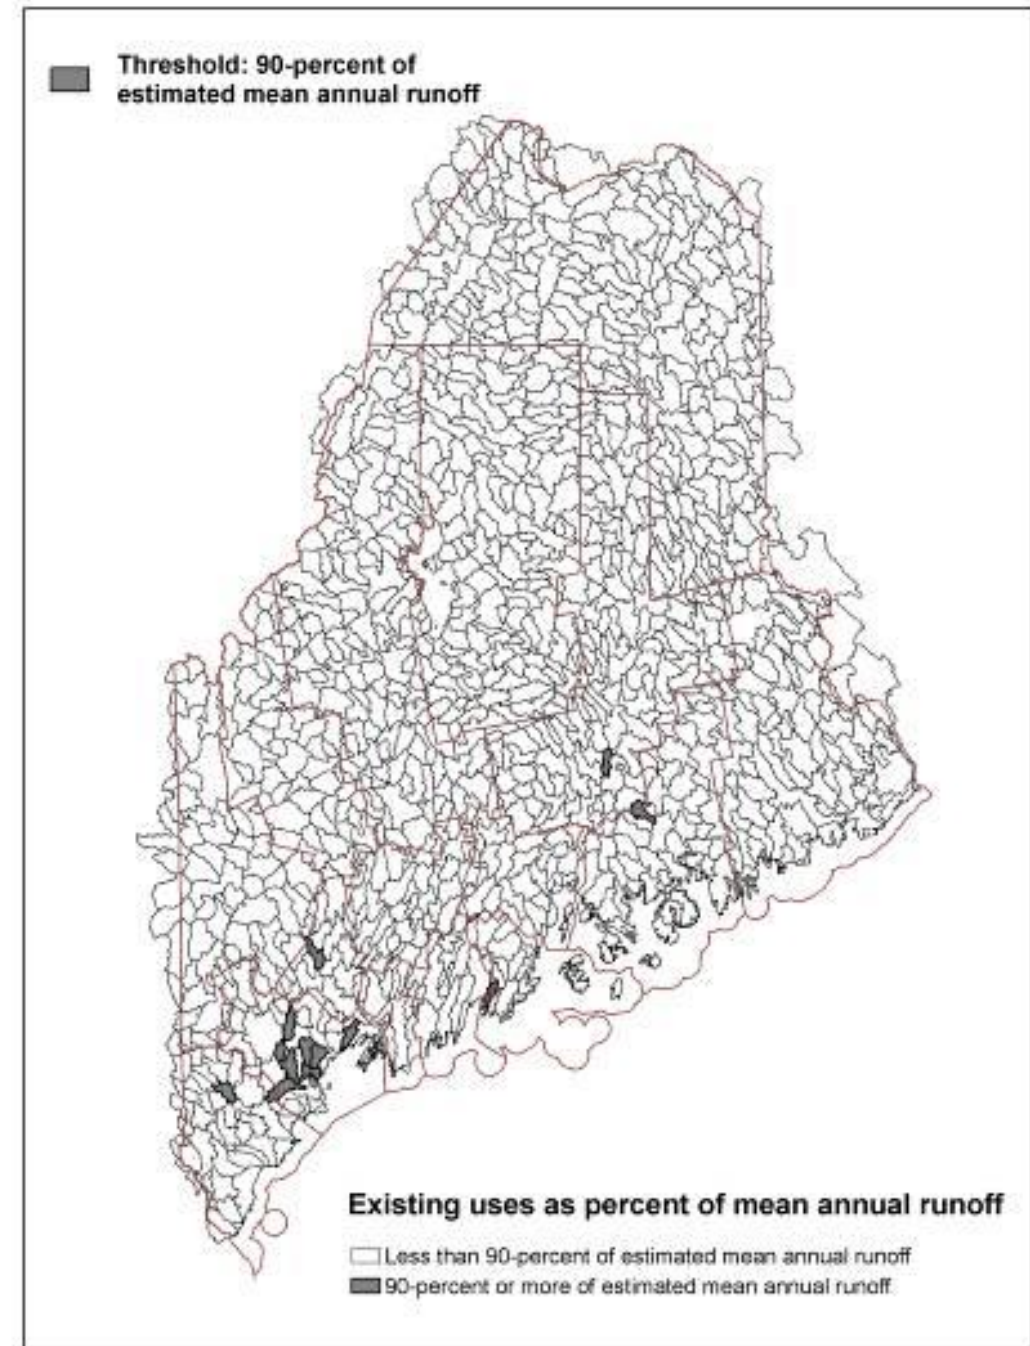 Threshold: 90-percent of
estimated mean annual runoff
Existing uses as percent of mean annual runoff
Less than 90-percent of estimated mean annual runoff
90-percent or more of estimated mean annual runoff